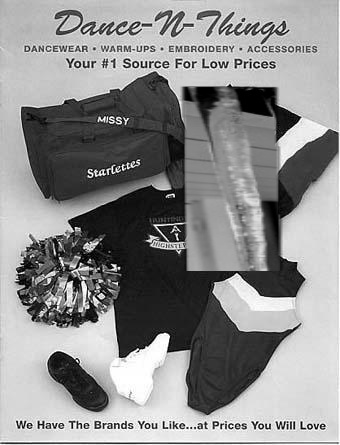 Dance-N-Things
DANCEWEAR • WARM-UPS • EMBROIDERY • ACCESSORIES
Your #1 Source For Low Prices
MISSY
Starlettes
We Have The Brands You Like...at Prices You Will Love